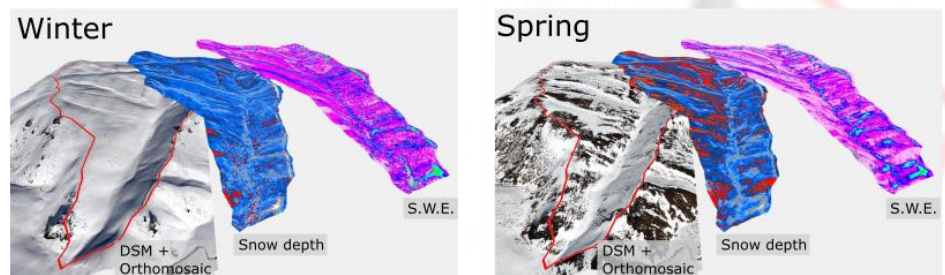 Winter
S.W.E.
Snow depth
DSM +
Orthomosaic
Spring
S.W.E.
Snow depth
DSM +
Orthomosaic